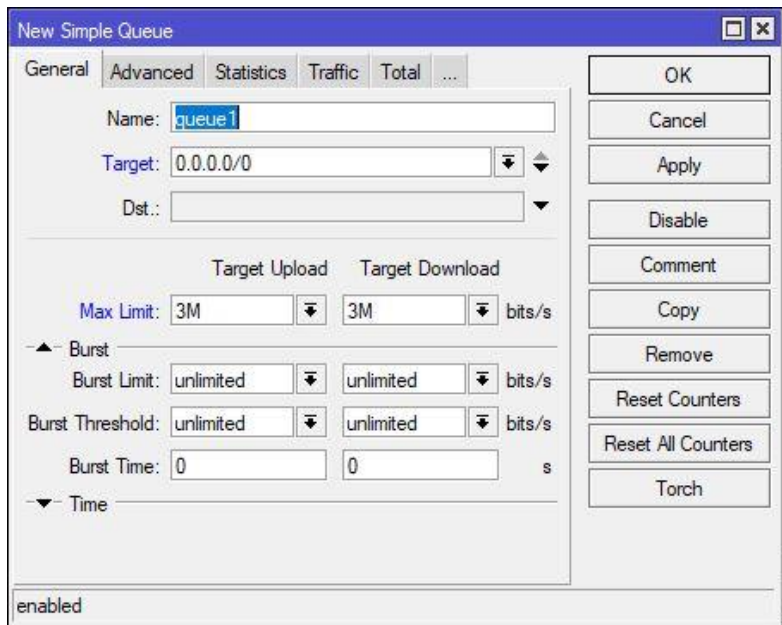 New Simple Queue
General Advanced Statistics Traffic Total ...
Name: queue1
Target: 0.0.0.0/0
Dst.:
Target Upload Target Download
Max Limit: 3M 3M bits/s
Burst
Burst Limit: unlimited unlimited bits/s
Burst Threshold: unlimited unlimited bits/s
Burst Time: 0 0 s
Time
enabled
OK
Cancel
Apply
Disable
Comment
Copy
Remove
Reset Counters
Reset All Counters
Torch